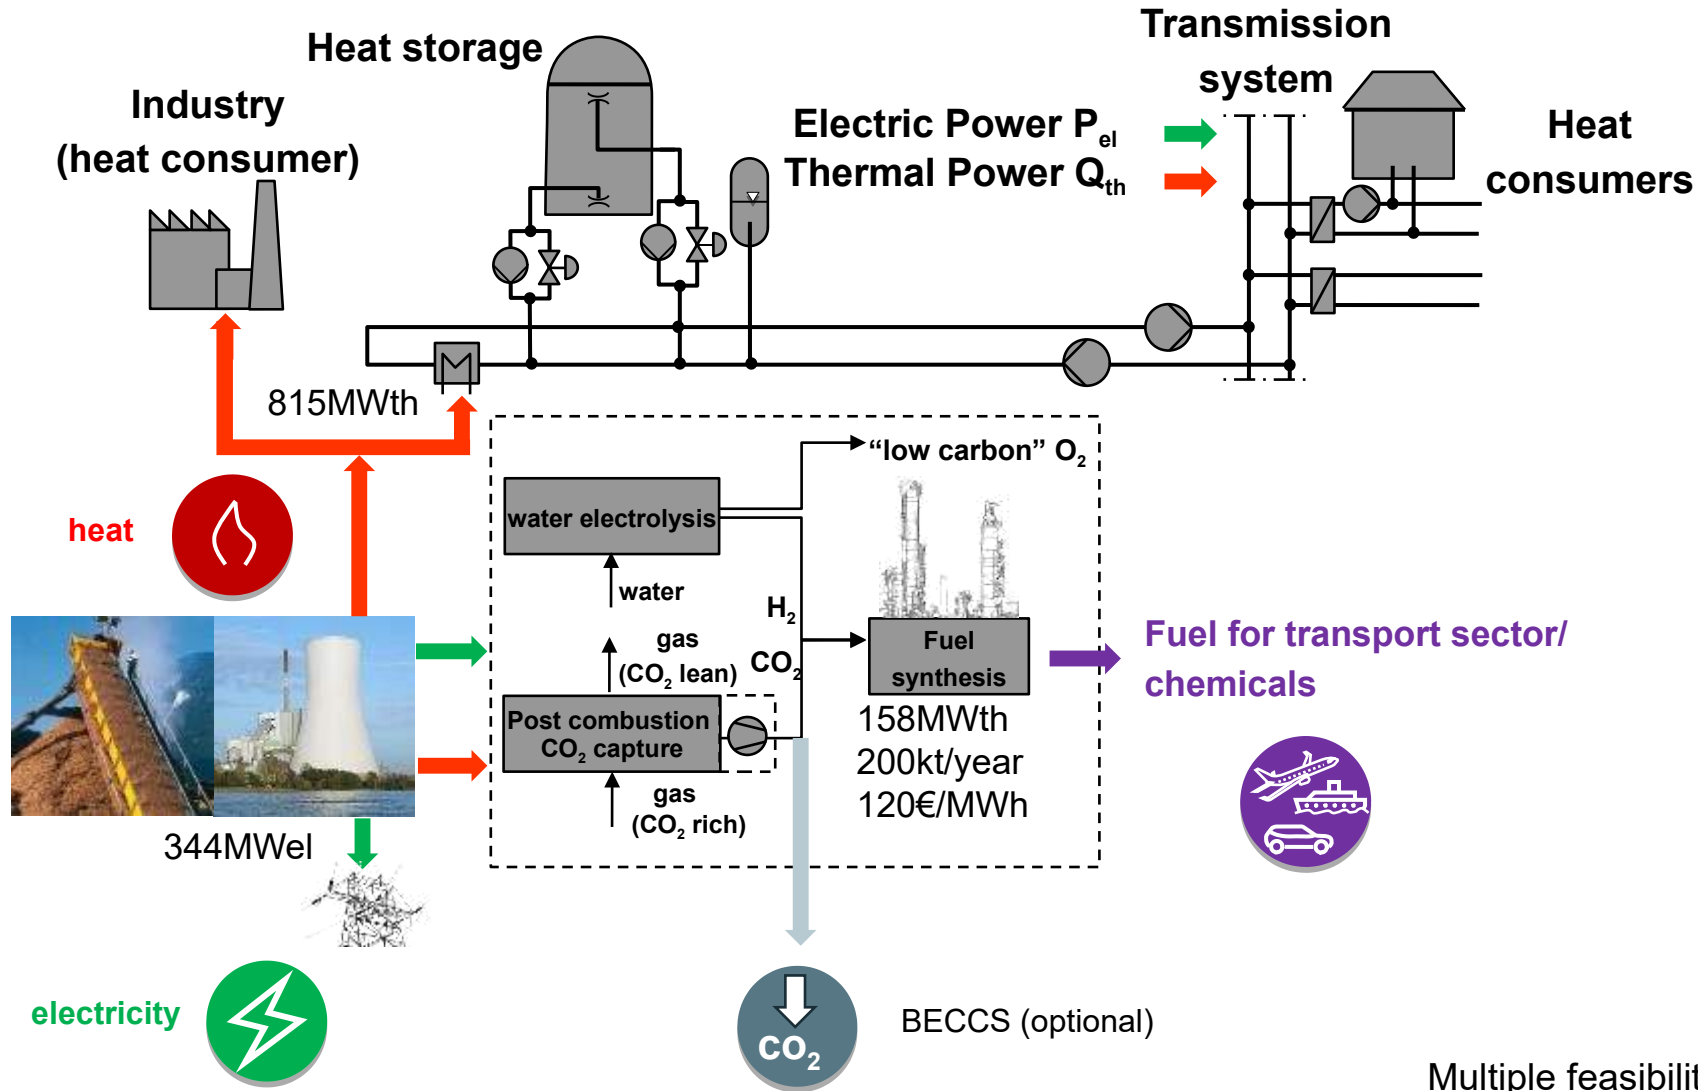 Heat storage
Transmission
system
Industry
(heat consumer)
Electric Power Pel
Thermal Power Qth
Heat
consumers
815MWth
"low carbon" O2
water electrolysis
heat
water
H2
gas
(CO2 lean)
CO2
Fuel
synthesis
Fuel for transport sector/
chemicals
Post combustion
CO2 capture
158MWth
200kt/year
120€/MWh
gas
(CO2 rich)
344MWel
electricity
CO2
BECCS (optional)
Multiple feasibilit